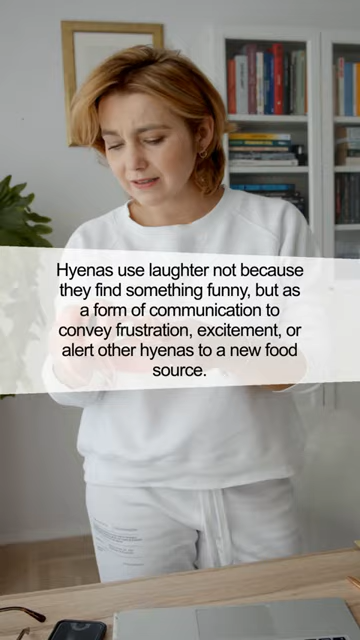 Hyenas use laughter not because
they find something funny, but as
a form of communication to
convey frustration, excitement, or
alert other hyenas to a new food
source.